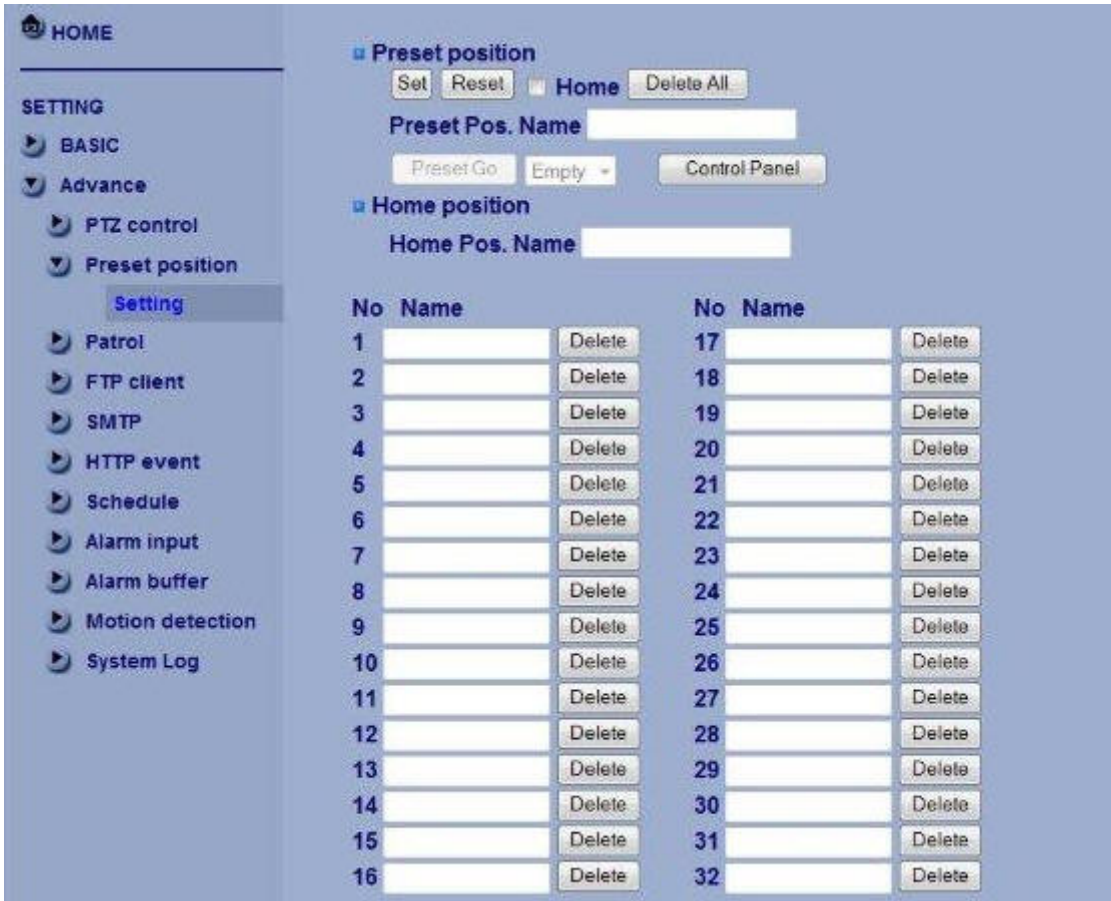 HOME
SETTING
BASIC
Advance
PTZ control
Preset position
Setting
Patrol
FTP client
SMTP
HTTP event
Schedule
Alarm input
Alarm buffer
Motion detection
System Log
Preset position
Set Reset Home Delete All
Preset Pos. Name
Preset Go Empty Control Panel
Home position
Home Pos. Name
No Name No Name
1 Delete 17 Delete
2 Delete 18 Delete
3 Delete 19 Delete
4 Delete 20 Delete
5 Delete 21 Delete
6 Delete 22 Delete
7 Delete 23 Delete
8 Delete 24 Delete
9 Delete 25 Delete
10 Delete 26 Delete
11 Delete 27 Delete
12 Delete 28 Delete
13 Delete 29 Delete
14 Delete 30 Delete
15 Delete 31 Delete
16 Delete 32 Delete